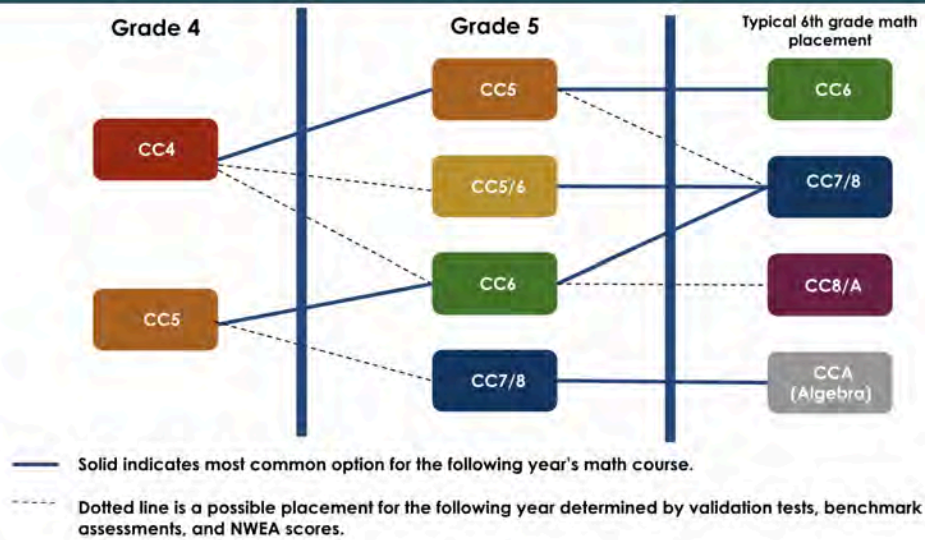 Grade 4
Grade 5
Typical 6th grade math
placement
CC4
CC5
CC5
CC5/6
CC6
CC7/8
CC6
CC7/8
CC8/A
CCA
(Algebra)
Solid indicates most common option for the following year's math course.
Dotted line is a possible placement for the following year determined by validation tests, benchmark
assessments, and NWEA scores.